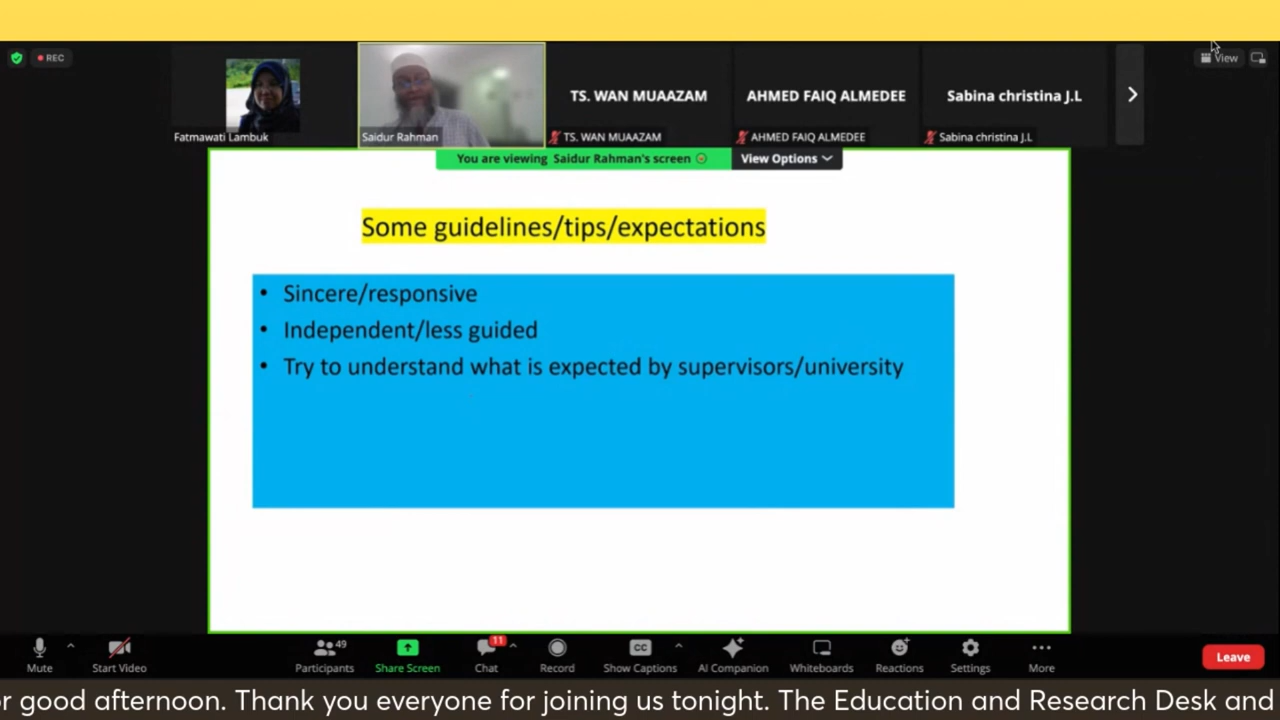 REC
View
TS. WAN MUAAZAM
AHMED FAIQ ALMEDEE
Sabina christina J.L
Fatmawati Lambuk
Saidur Rahman
TS. WAN MUAAZAM
AHMED FAIQ ALMEDEE
Sabina christina J.L
You are viewing Saidur Rahman's screen
View Options
Some guidelines/tips/expectations
• Sincere/responsive
• Independent/less guided
• Try to understand what is expected by supervisors/university
49
11
CC
Mute
Start Video
Participants
Share Screen
Chat
Record
Show Captions
AI Companion
Whiteboards
Reactions
Settings
More
Leave
r good afternoon. Thank you everyone for joining us tonight. The Education and Research Desk and